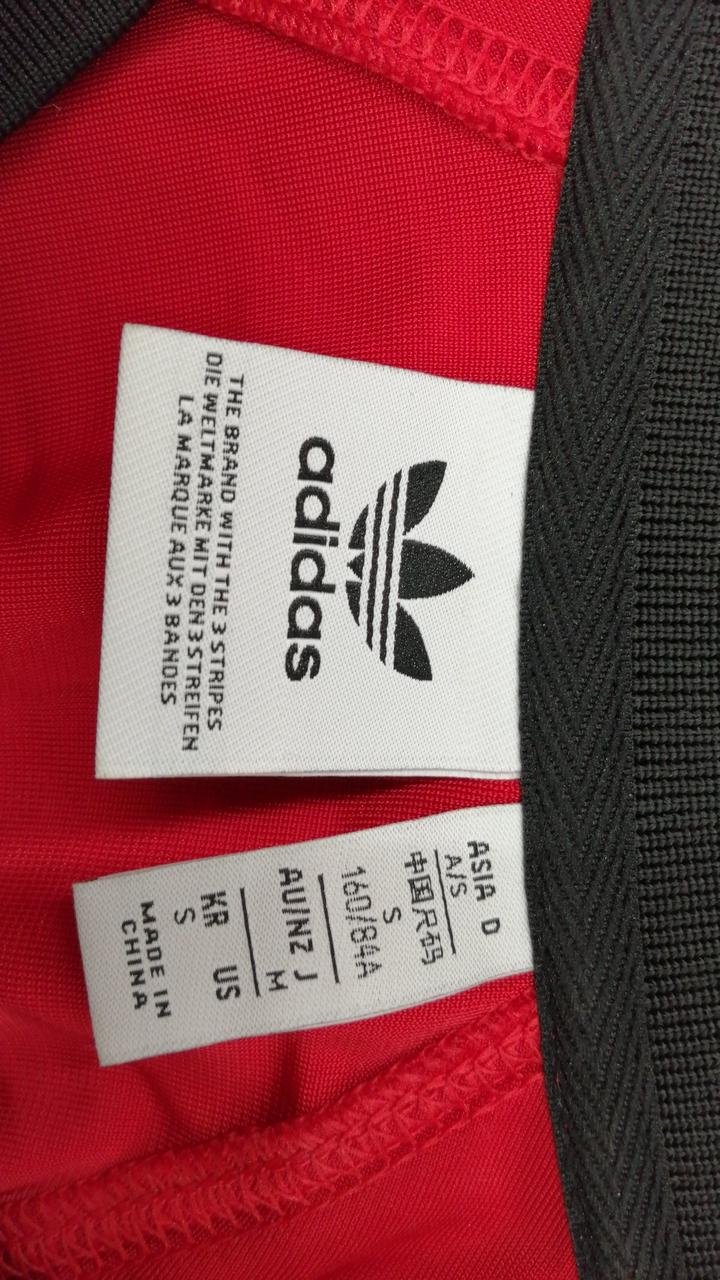 adidas
THE BRAND WITH THE 3 STRIPES
DIE WELTMARKE MIT DEN 3 STREIFEN
LA MARQUE AUX 3 BANDES
ASIA D
A/S
中国尺码
S
160/84A
AU/NZ J
M
KR US
S
MADE IN
CHINA